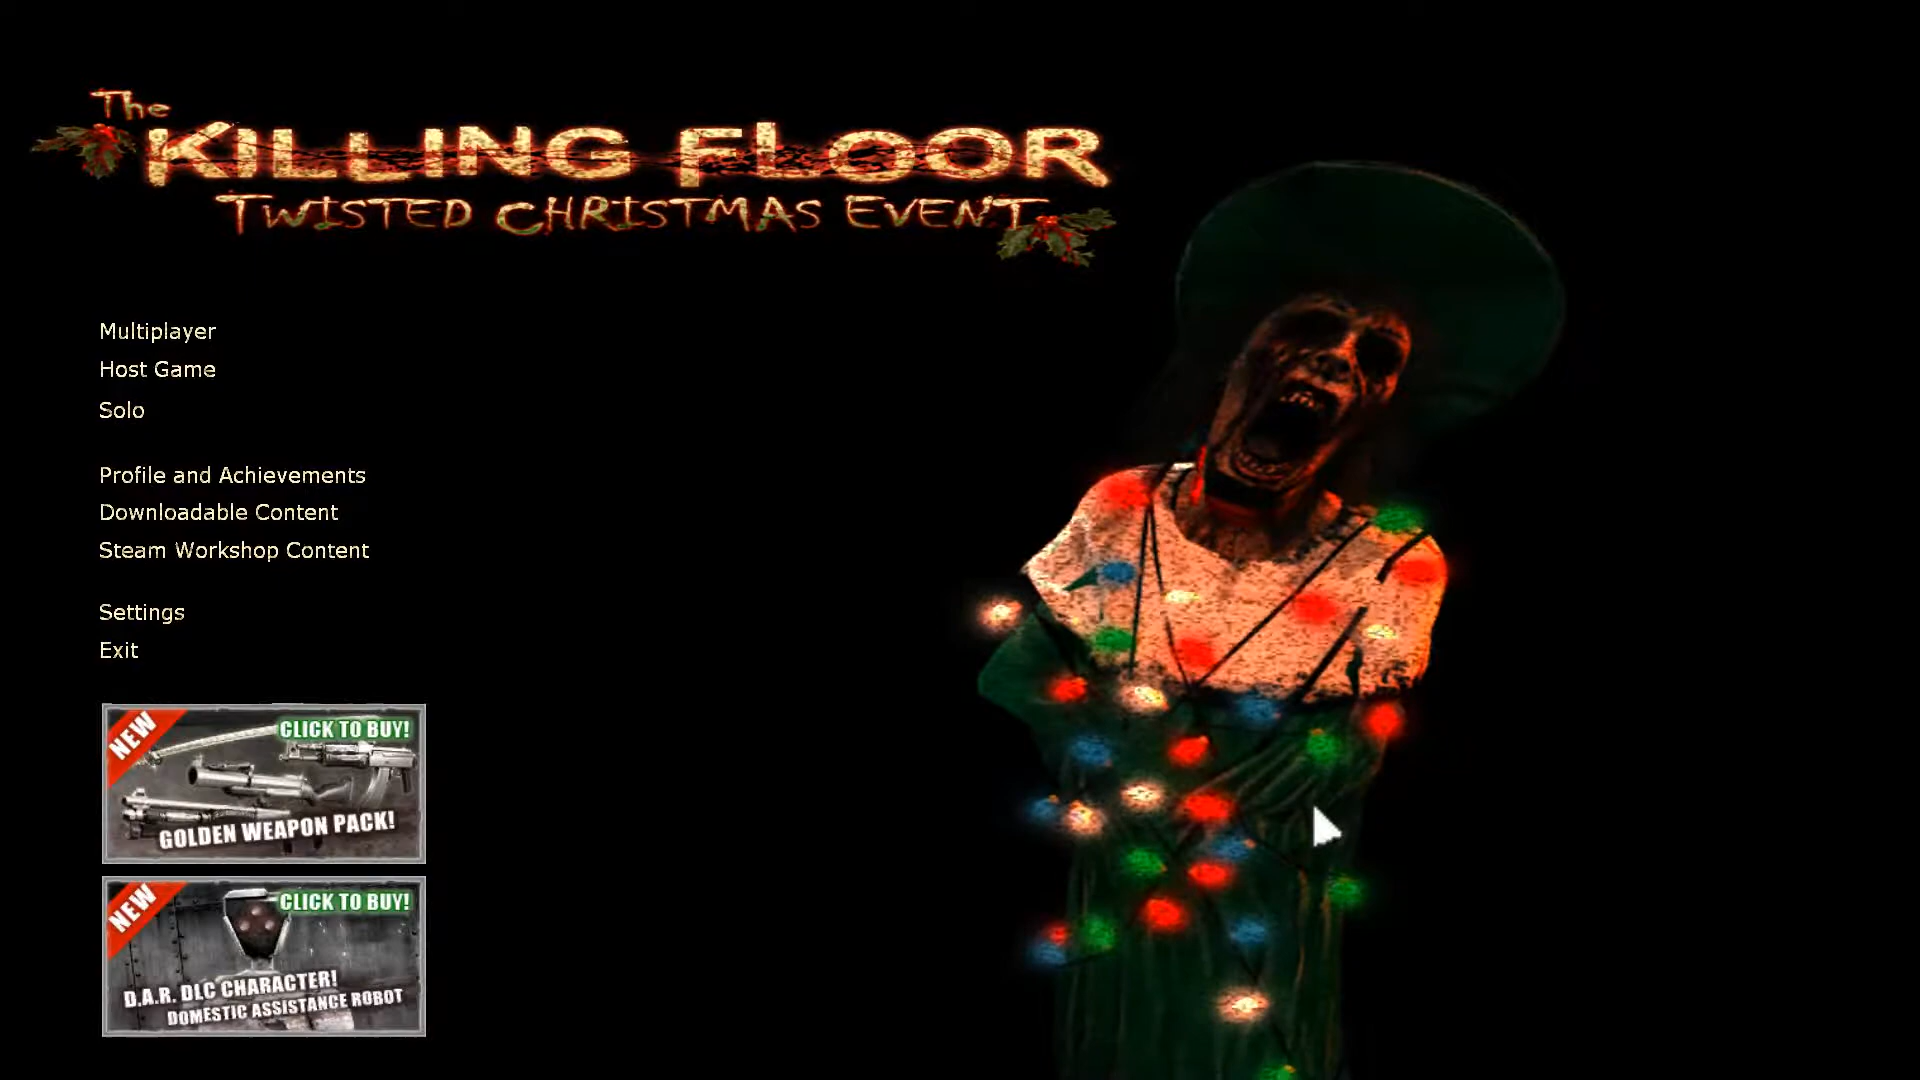 The
KILLING FLOOR
TWISTED CHRISTMAS EVENT
Multiplayer
Host Game
Solo
Profile and Achievements
Downloadable Content
Steam Workshop Content
Settings
Exit
NEW
CLICK TO BUY!
GOLDEN WEAPON PACK!
NEW
CLICK TO BUY!
D.A.R. DLC CHARACTER!
DOMESTIC ASSISTANCE ROBOT